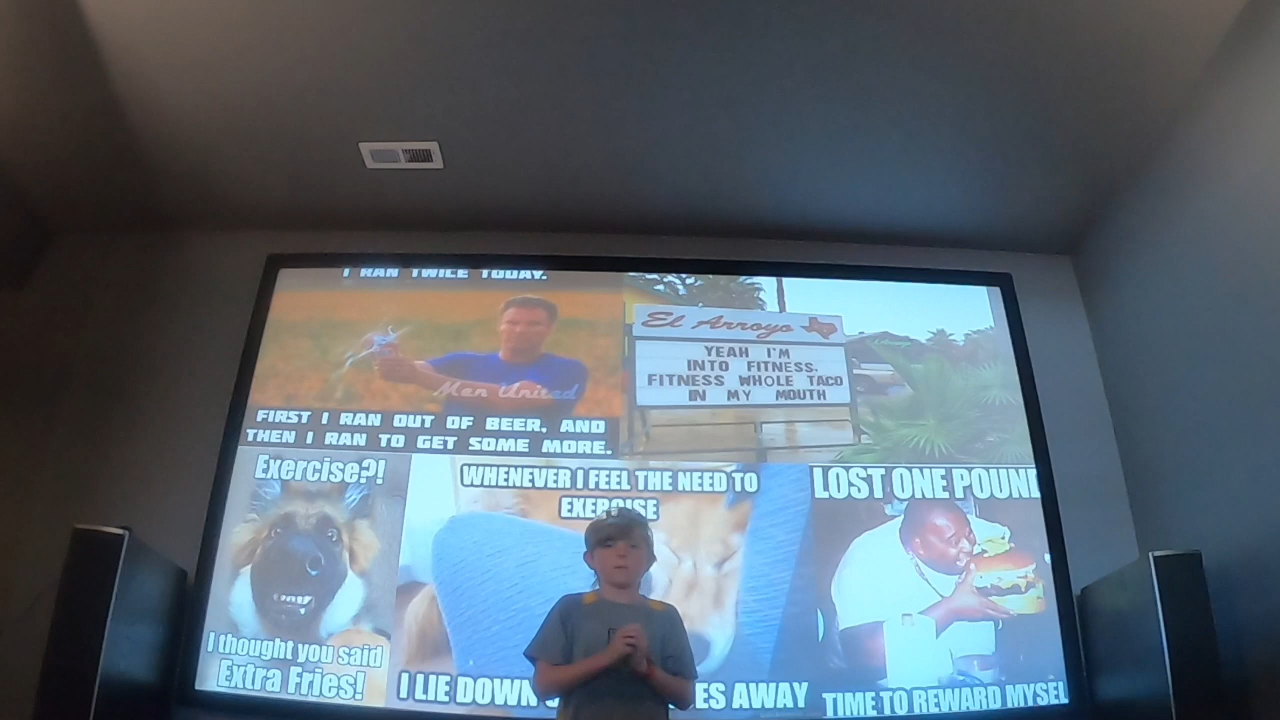 I RAN TWICE TODAY.
Men United
FIRST I RAN OUT OF BEER, AND
THEN I RAN TO GET SOME MORE.
El Arroyo
YEAH I'M
INTO FITNESS.
FITNESS WHOLE TACO
IN MY MOUTH
Exercise?!
I thought you said
Extra Fries!
WHENEVER I FEEL THE NEED TO
EXERCISE
I LIE DOWN ES AWAY
LOST ONE POUND
TIME TO REWARD MYSEL